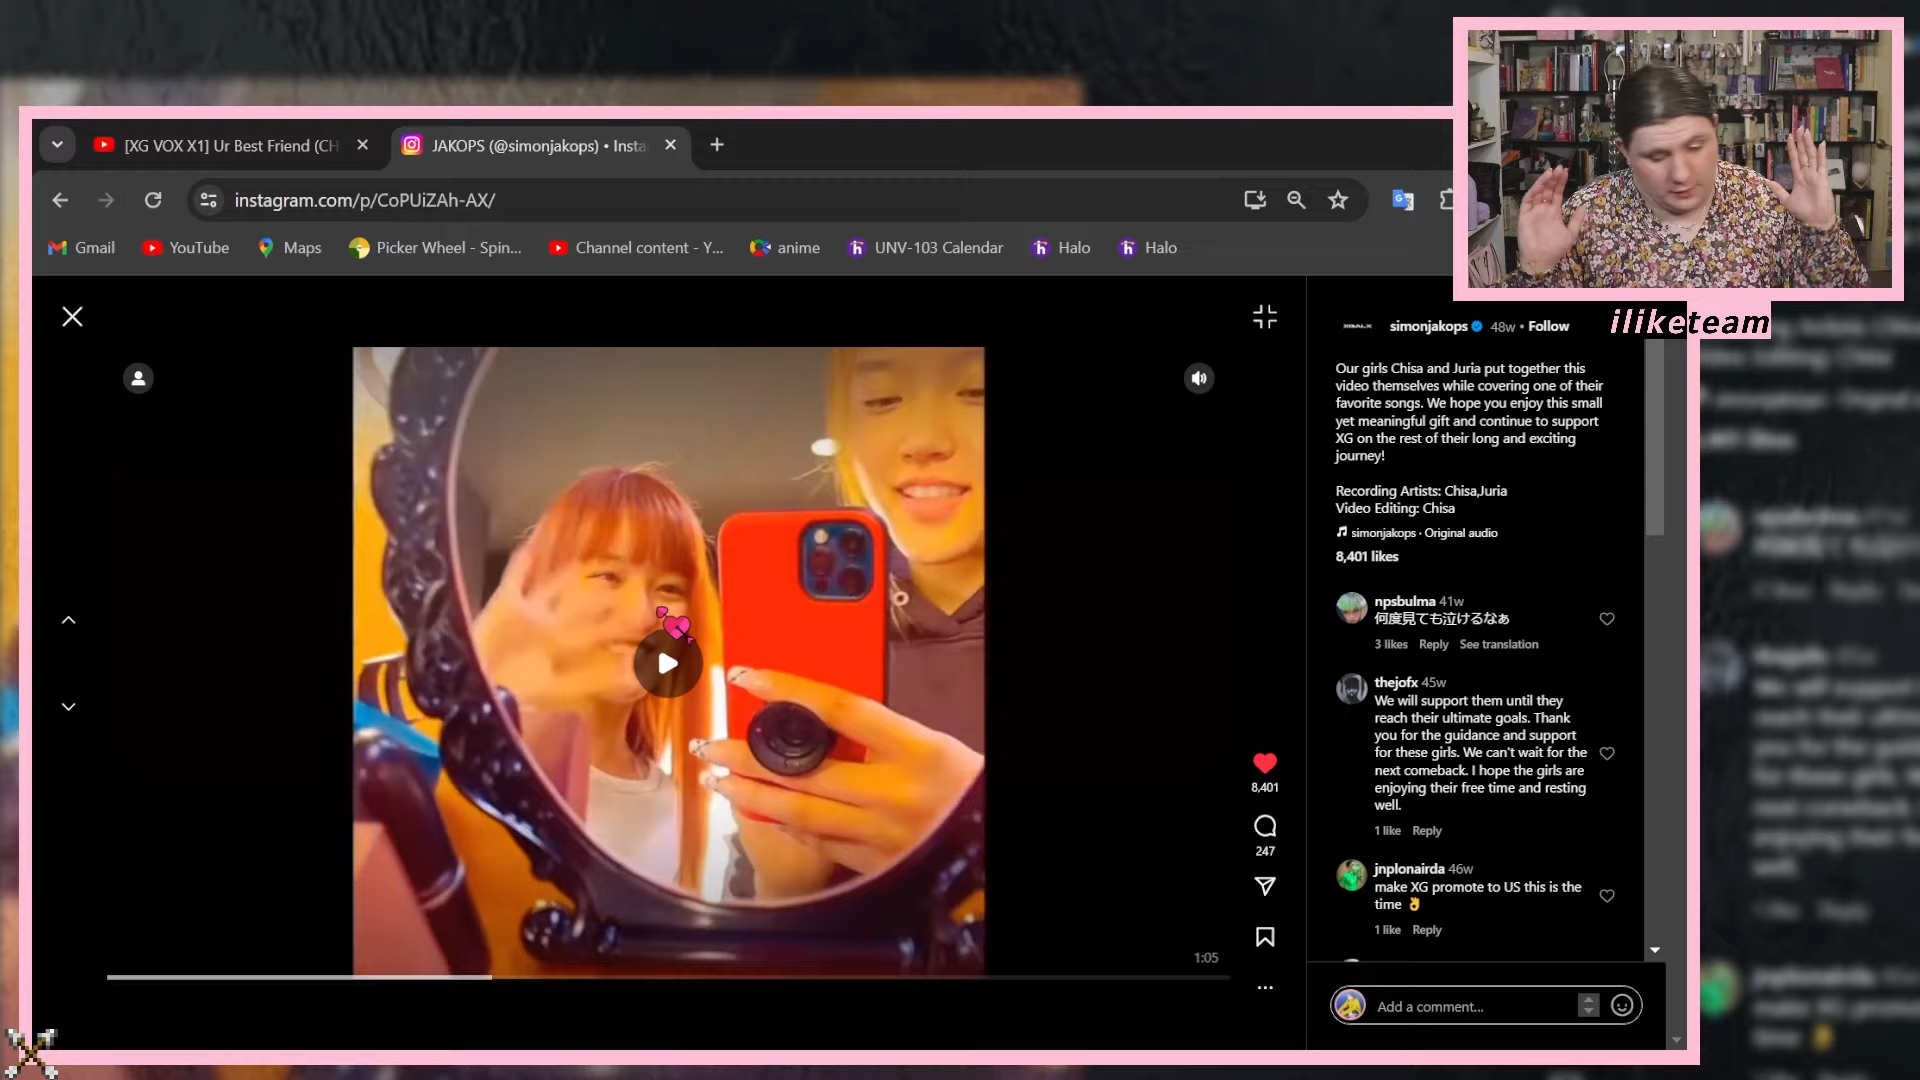 [XG VOX X1] Ur Best Friend (CH
JAKOPS (@simonjakops) • Insta
instagram.com/p/CoPUiZAh-AX/
Gmail
YouTube
Maps
Picker Wheel - Spin...
Channel content - Y...
anime
UNV-103 Calendar
Halo
Halo
iliketeam
simonjakops 48w • Follow
Our girls Chisa and Juria put together this
video themselves while covering one of their
favorite songs. We hope you enjoy this small
yet meaningful gift and continue to support
XG on the rest of their long and exciting
journey!
Recording Artists: Chisa,Juria
Video Editing: Chisa
simonjakops · Original audio
8,401 likes
npsbulma 41w
何度見ても泣けるなぁ
3 likes Reply See translation
thejofx 45w
We will support them until they
reach their ultimate goals. Thank
you for the guidance and support
for these girls. We can't wait for the
next comeback. I hope the girls are
enjoying their free time and resting
well.
1 like Reply
jnplonairda 46w
make XG promote to US this is the
time 👌
1 like Reply
8,401
247
1:05
Add a comment...